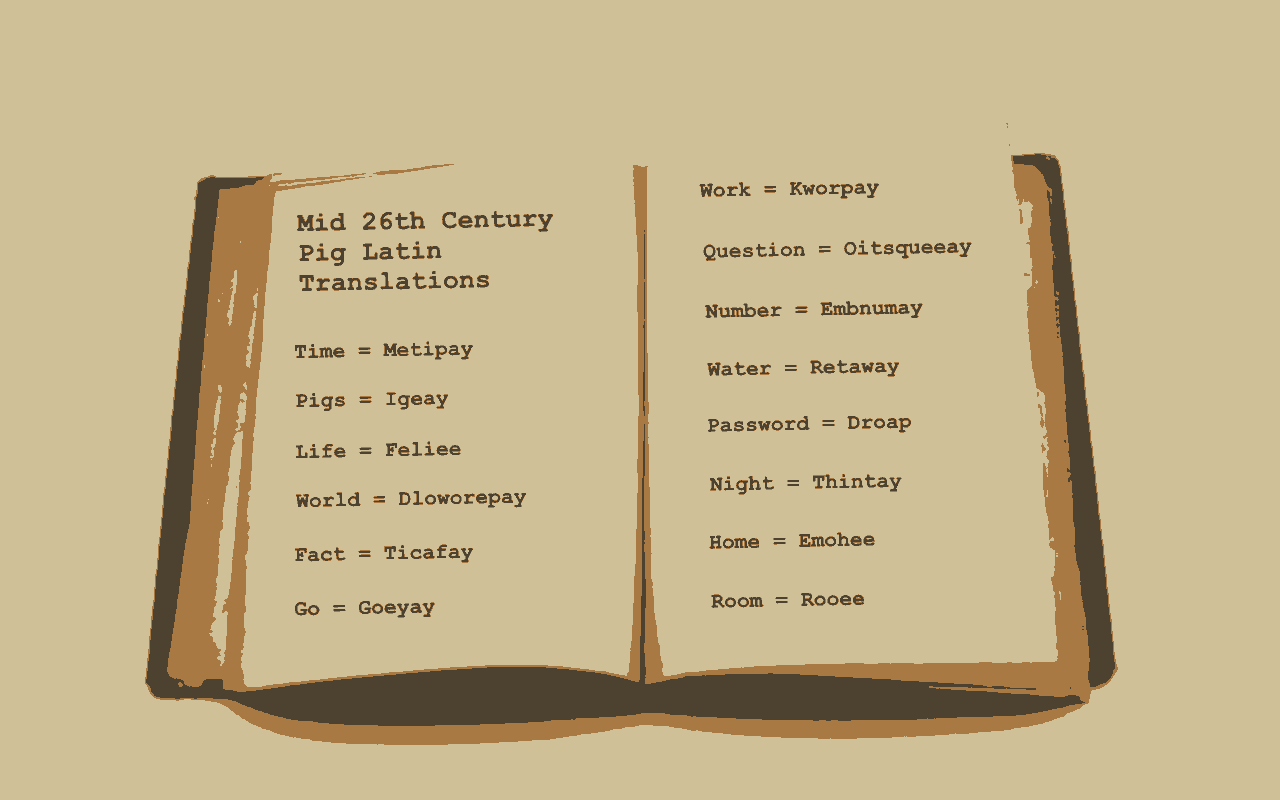 Mid 26th Century
Pig Latin
Translations
Time = Metipay
Pigs = Igeay
Life = Feliee
World = Dloworepay
Fact = Ticafay
Go = Goeyay
Work = Kworpay
Question = Oitsqueeay
Number = Embnumay
Water = Retaway
Password = Droap
Night = Thintay
Home = Emohee
Room = Rooee